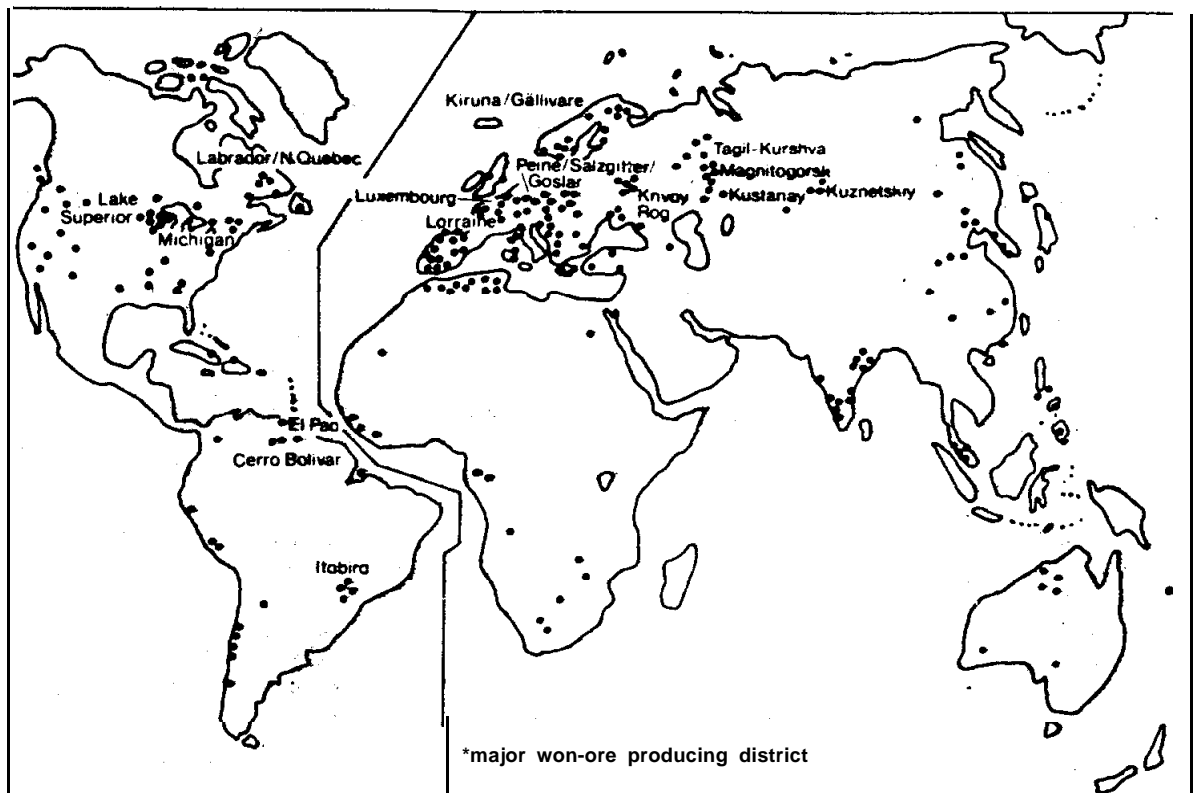 Kiruna/Gällivare
Labrador/N.Quebec
Tagil-Kurshva
Peine/Salzgitter/
Goslar
Magnitogorsk
Lake
Superior
Luxembourg
Krivoy
Rog
Kustanay
Kuznetskiy
Michigan
Lorraine
El Pao
Cerro Bolivar
Itabira
*major won-ore producing district